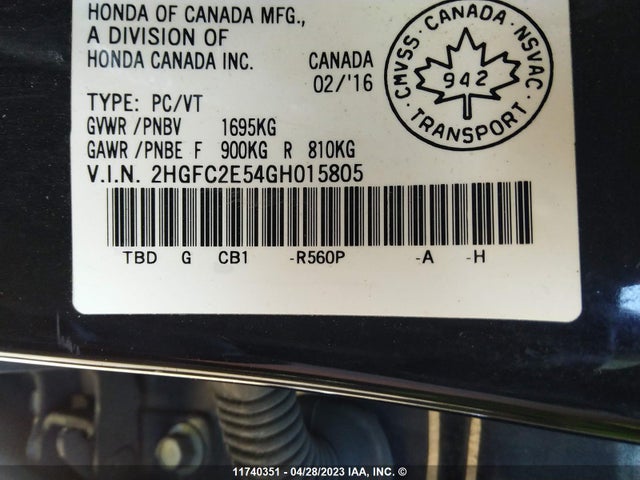 HONDA OF CANADA MFG.,
A DIVISION OF
HONDA CANADA INC. CANADA
02/'16
CMVSS · CANADA · NSVAC
942
· TRANSPORT ·
TYPE: PC/VT
GVWR/PNBV 1695KG
GAWR/PNBE F 900KG R 810KG
V.I.N. 2HGFC2E54GH015805
TBD G CB1 -R560P -A -H
11740351 - 04/28/2023 IAA, INC. ©